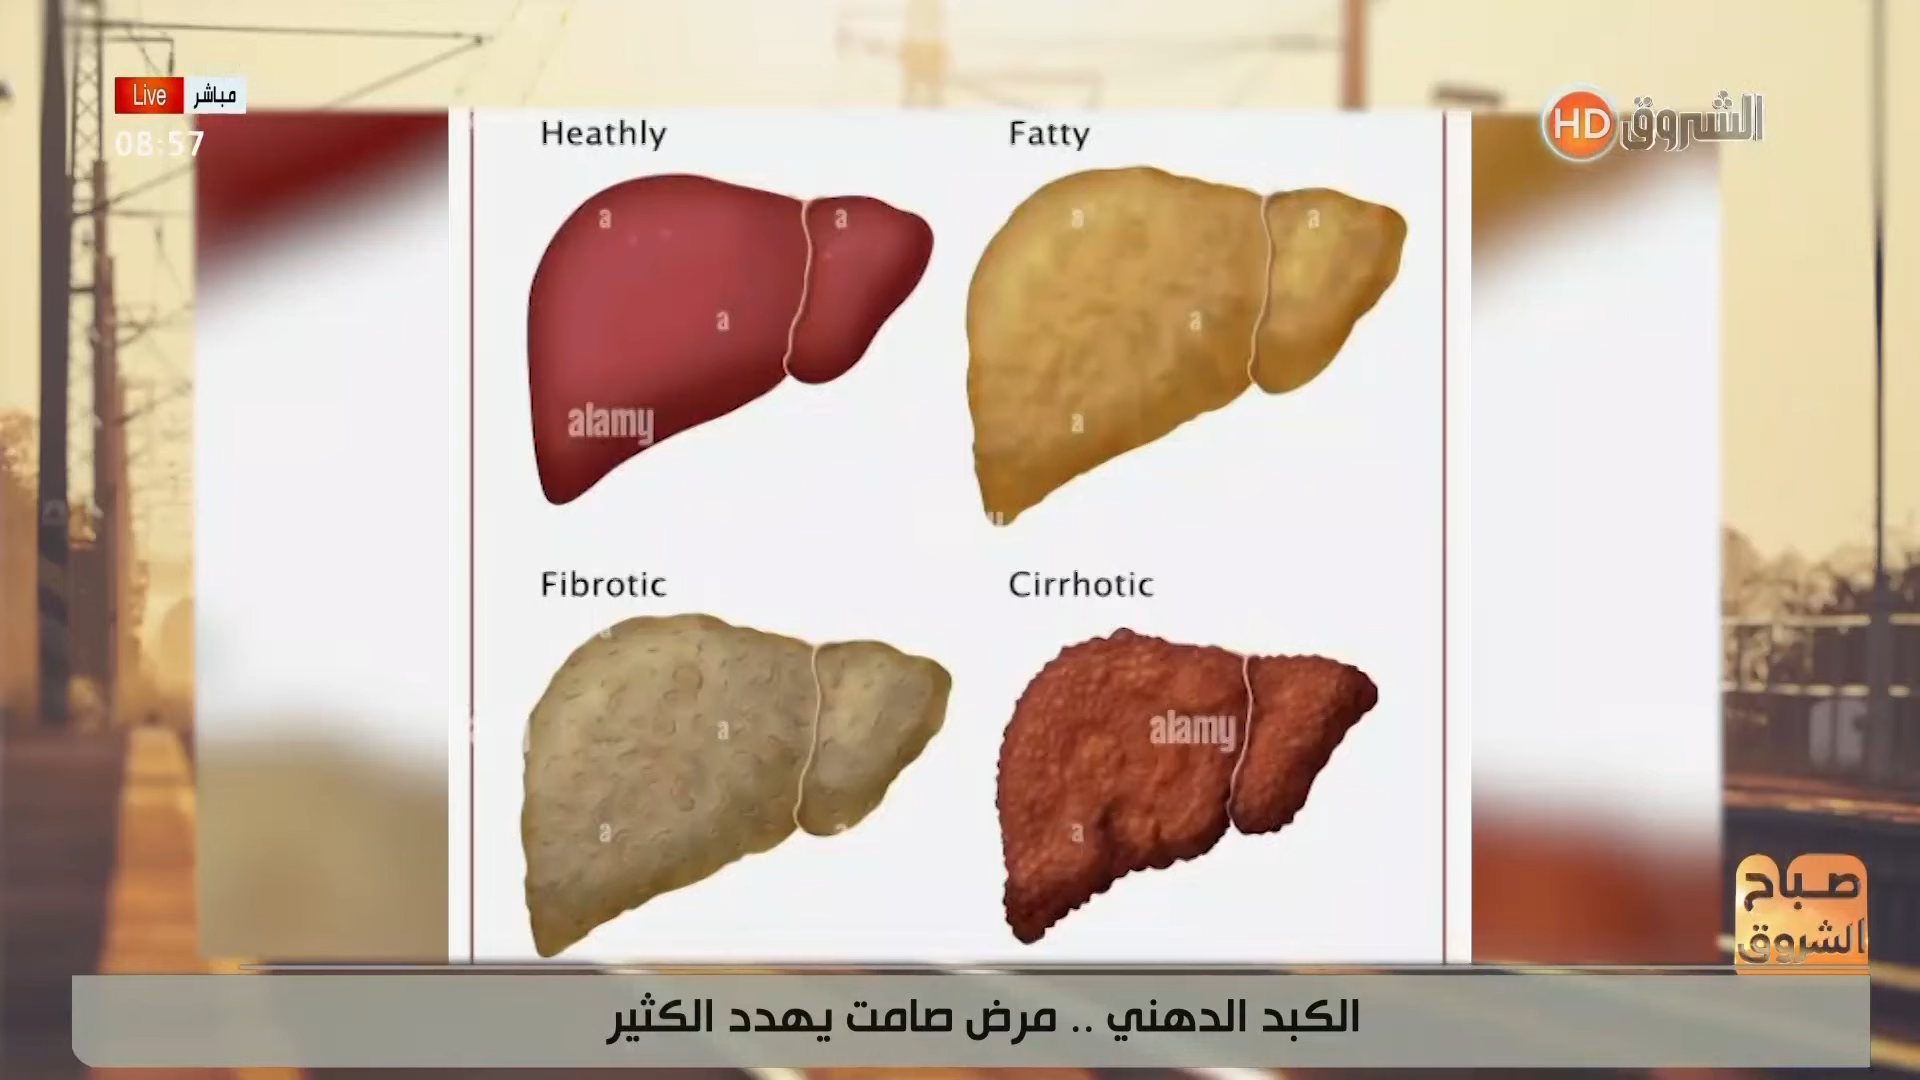 Live مباشر
08:57
HD الشروق
Heathly
Fatty
a a
a a
a a
alamy
a
Fibrotic
Cirrhotic
a
a
alamy
a
a
صباح
الشروق
الكبد الدهني .. مرض صامت يهدد الكثير